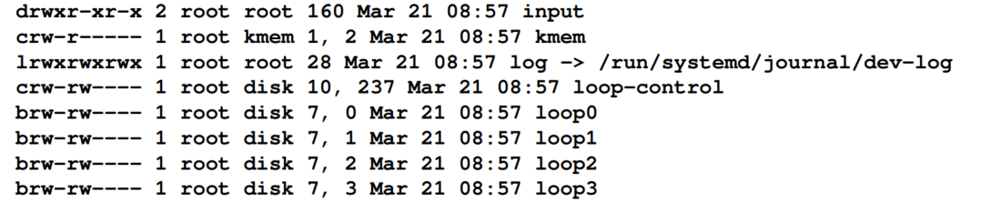 drwxr-xr-x 2 root root 160 Mar 21 08:57 input
crw-r----- 1 root kmem 1, 2 Mar 21 08:57 kmem
lrwxrwxrwx 1 root root 28 Mar 21 08:57 log -> /run/systemd/journal/dev-log
crw-rw---- 1 root disk 10, 237 Mar 21 08:57 loop-control
brw-rw---- 1 root disk 7, 0 Mar 21 08:57 loop0
brw-rw---- 1 root disk 7, 1 Mar 21 08:57 loop1
brw-rw---- 1 root disk 7, 2 Mar 21 08:57 loop2
brw-rw---- 1 root disk 7, 3 Mar 21 08:57 loop3